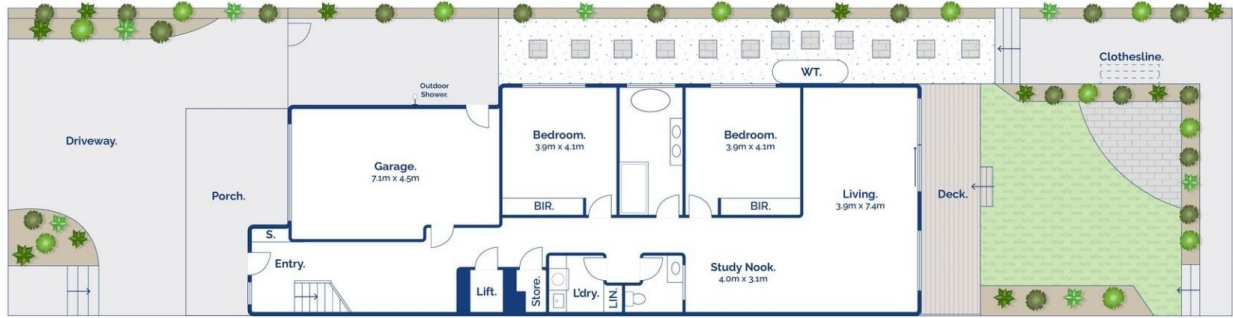 Clothesline.
WT.
Outdoor
Shower.
Driveway.
Bedroom.
3.9m x 4.1m
Bedroom.
3.9m x 4.1m
Garage.
7.1m x 4.5m
Porch.
Living.
3.9m x 7.4m
Deck.
BIR.
BIR.
S.
Entry.
Study Nook.
4.0m x 3.1m
Lift.
Store.
L'dry.
LIN.